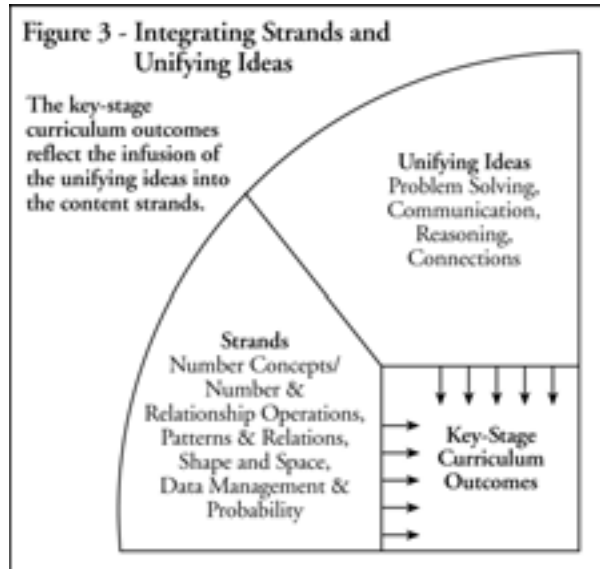 Figure 3 - Integrating Strands and
Unifying Ideas
The key-stage
curriculum outcomes
reflect the infusion of
the unifying ideas into
the content strands.
Unifying Ideas
Problem Solving,
Communication,
Reasoning,
Connections
Strands
Number Concepts/
Number &
Relationship Operations,
Patterns & Relations,
Shape and Space,
Data Management &
Probability
Key-Stage
Curriculum
Outcomes